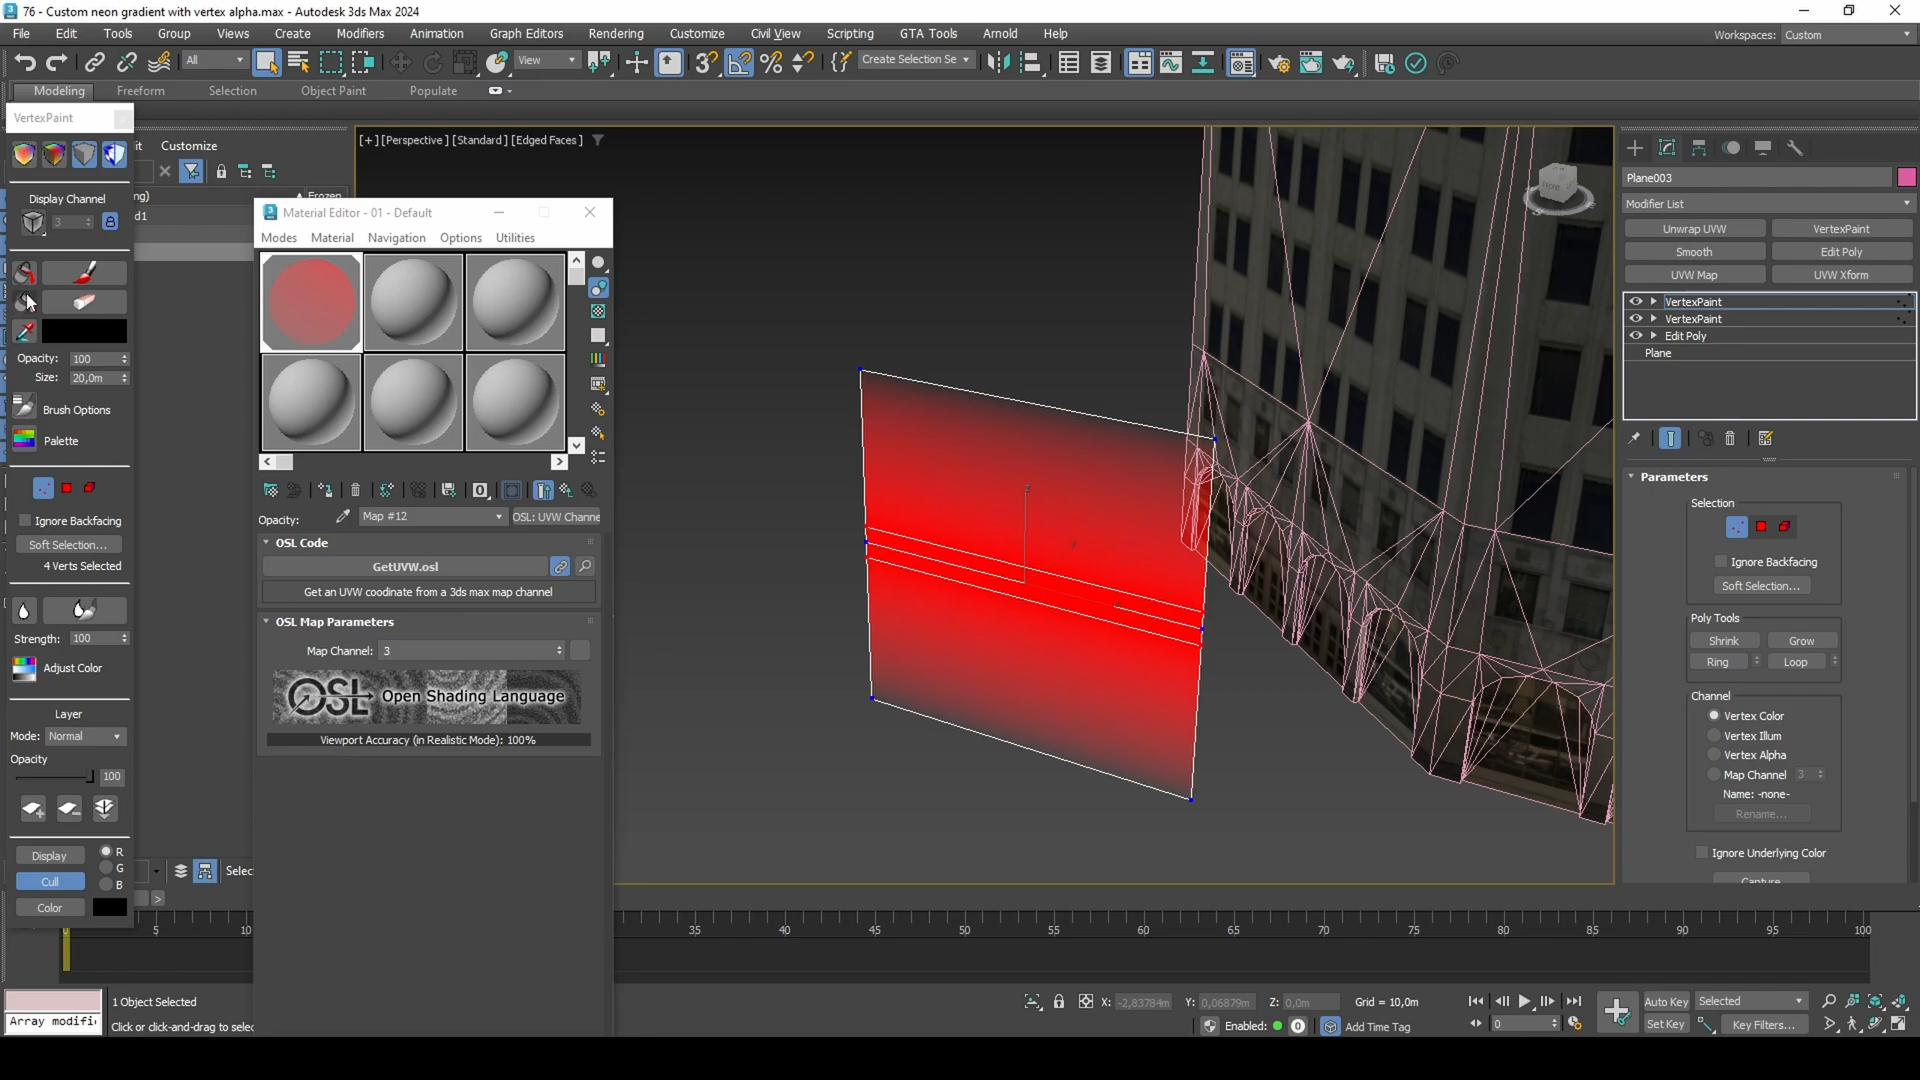 76 - Custom neon gradient with vertex alpha.max - Autodesk 3ds Max 2024
File Edit Tools Group Views Create Modifiers Animation Graph Editors Rendering Customize Civil View Scripting GTA Tools Arnold Help
Workspaces: Custom
All
View
Create Selection Se
Modeling Freeform Selection Object Paint Populate
VertexPaint
[+] [Perspective] [Standard] [Edged Faces]
it Customize
Display Channel
3
Frozen
d1
Opacity: 100
Size: 20,0m
Brush Options
Palette
Ignore Backfacing
Soft Selection...
4 Verts Selected
Strength: 100
Adjust Color
Layer
Mode: Normal
Opacity
100
Display
R
G
B
Cull
Color
Selec
Material Editor - 01 - Default
Modes Material Navigation Options Utilities
Opacity: Map #12 OSL: UVW Channe
OSL Code
GetUVW.osl
Get an UVW coodinate from a 3ds max map channel
OSL Map Parameters
Map Channel: 3
OSL Open Shading Language
Viewport Accuracy (in Realistic Mode): 100%
Plane003
Modifier List
Unwrap UVW VertexPaint
Smooth Edit Poly
UVW Map UVW Xform
VertexPaint
VertexPaint
Edit Poly
Plane
Parameters
Selection
Ignore Backfacing
Soft Selection...
Poly Tools
Shrink Grow
Ring Loop
Channel
Vertex Color
Vertex Illum
Vertex Alpha
Map Channel 3
Name: -none-
Rename...
Ignore Underlying Color
5 10 35 40 45 50 55 60 65 70 75 80 85 90 95 100
1 Object Selected
Array modifi
Click or click-and-drag to selec
X: -2,83784m Y: 0,06879m Z: 0,0m Grid = 10,0m
Enabled: 0 Add Time Tag
0
Auto Key Selected
Set Key Key Filters...